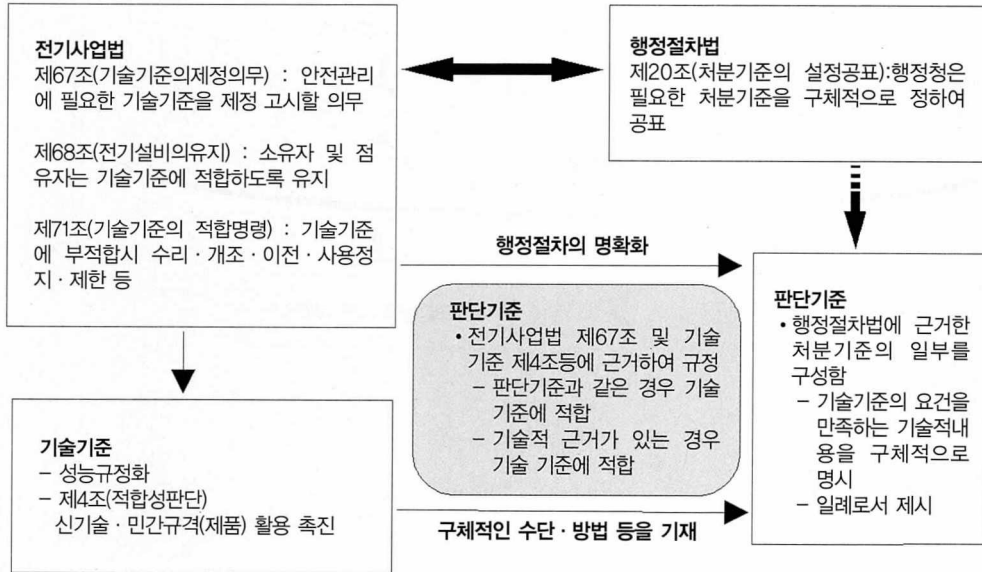 전기사업법
제67조(기술기준의제정의무) : 안전관리
에 필요한 기술기준을 제정 고시할 의무
제68조(전기설비의유지) : 소유자 및 점
유자는 기술기준에 적합하도록 유지
제71조(기술기준의 적합명령) : 기술기준
에 부적합시 수리·개조·이전·사용정
지·제한 등
행정절차법
제20조(처분기준의 설정공표):행정청은
필요한 처분기준을 구체적으로 정하여
공표
행정절차의 명확화
판단기준
• 전기사업법 제67조 및 기술
기준 제4조등에 근거하여 규정
– 판단기준과 같은 경우 기술
기준에 적합
– 기술적 근거가 있는 경우
기술 기준에 적합
판단기준
• 행정절차법에 근거한
처분기준의 일부를
구성함
– 기술기준의 요건을
만족하는 기술적내
용을 구체적으로
명시
– 일례로서 제시
기술기준
– 성능규정화
– 제4조(적합성판단)
신기술·민간규격(제품) 활용 촉진
구체적인 수단·방법 등을 기재